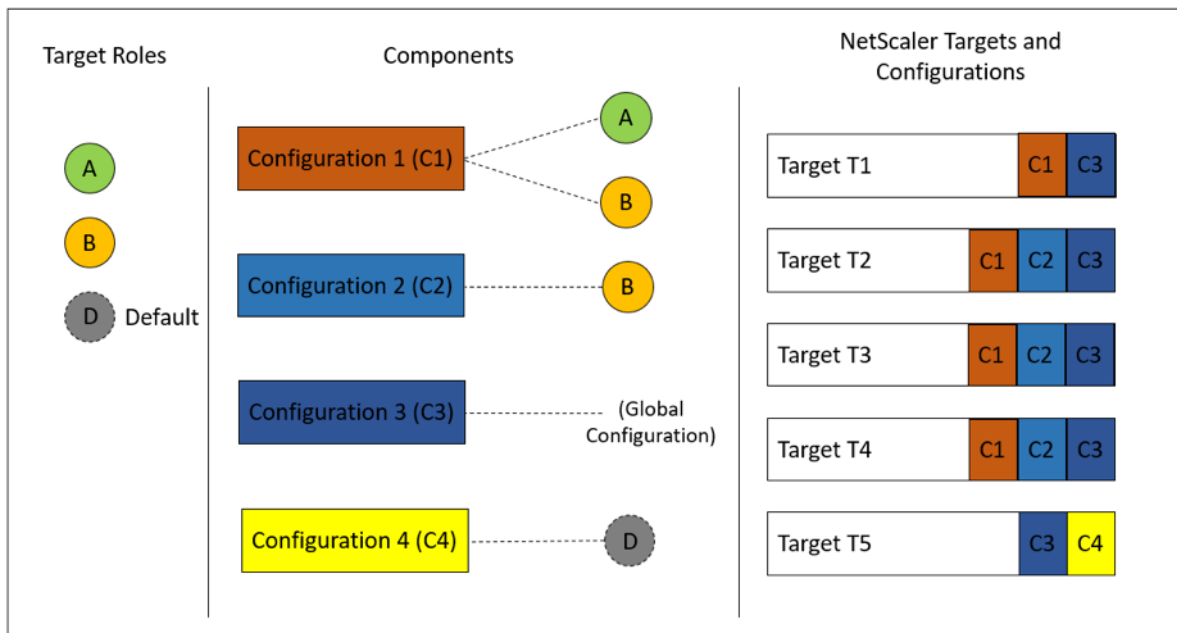 Target Roles
A
B
D Default
Components
Configuration 1 (C1)
A
B
Configuration 2 (C2)
B
Configuration 3 (C3)
(Global
Configuration)
Configuration 4 (C4)
D
NetScaler Targets and
Configurations
Target T1 C1 C3
Target T2 C1 C2 C3
Target T3 C1 C2 C3
Target T4 C1 C2 C3
Target T5 C3 C4